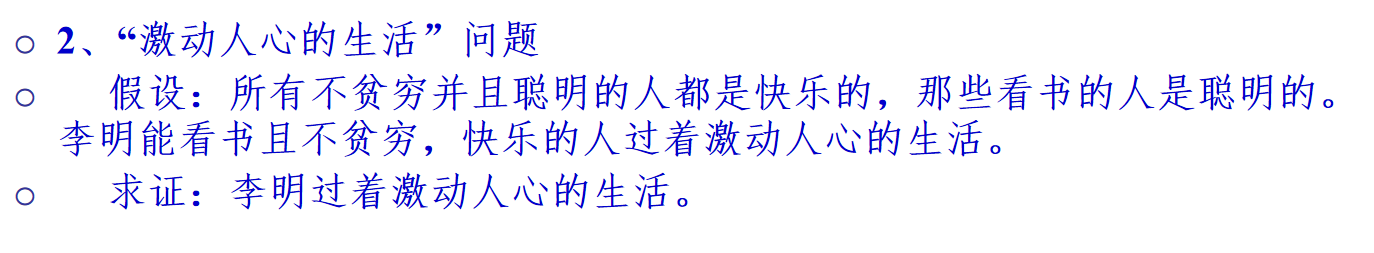 2、“激动人心的生活”问题
假设：所有不贫穷并且聪明的人都是快乐的，那些看书的人是聪明的。
李明能看书且不贫穷，快乐的人过着激动人心的生活。
求证：李明过着激动人心的生活。